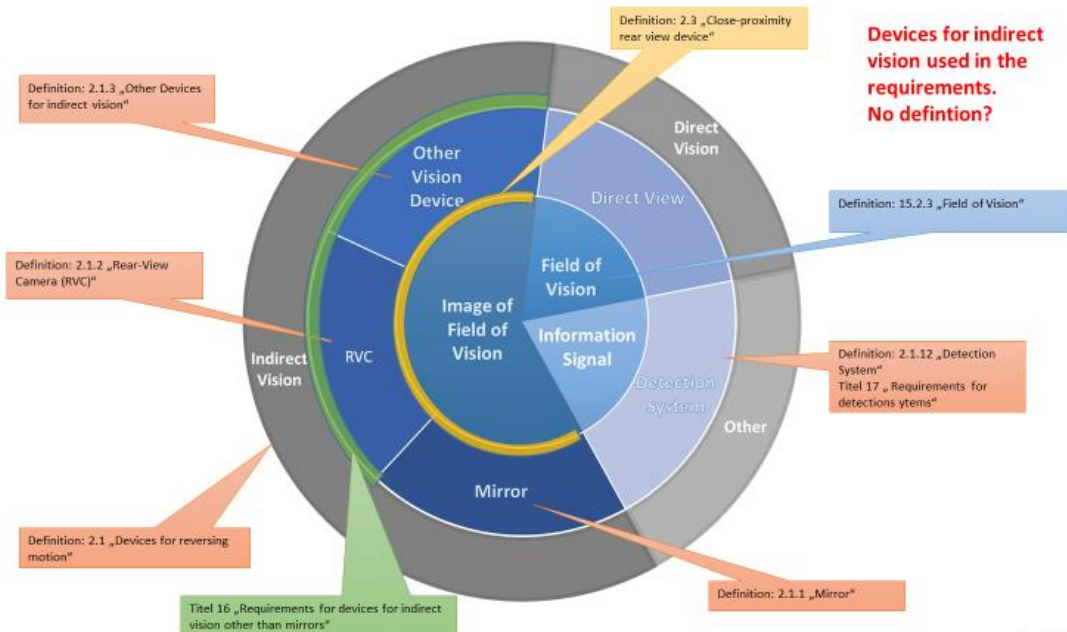 Definition: 2.3 „Close-proximity
rear view device“
Devices for indirect
vision used in the
requirements.
No defintion?
Definition: 2.1.3 „Other Devices
for indirect vision“
Direct
Vision
Other
Vision
Device
Direct View
Definition: 15.2.3 „Field of Vision“
Definition: 2.1.2 „Rear-View
Camera (RVC)“
Field of
Vision
Image of
Field of
Vision
Information
Signal
Indirect
Vision
RVC
Definition: 2.1.12 „Detection
System“
Titel 17 „ Requirements for
detections ytems“
Detection
System
Other
Mirror
Definition: 2.1 „Devices for reversing
motion“
Definition: 2.1.1 „Mirror“
Titel 16 „Requirements for devices for indirect
vision other than mirrors“